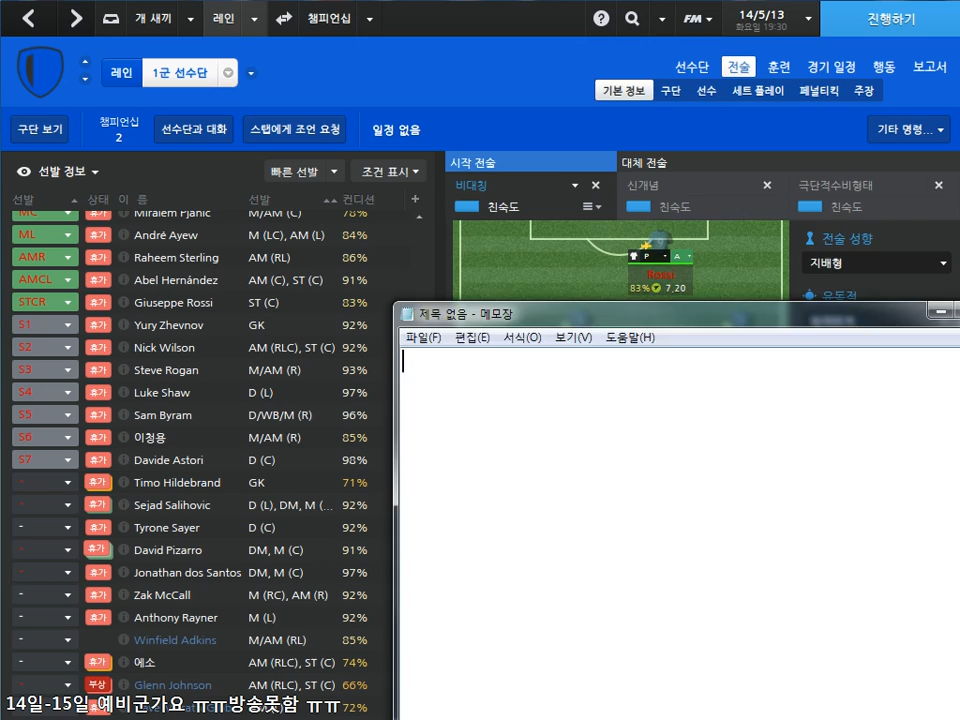 개 새끼 레인 챔피언십 FM 14/5/13 진행하기
화요일 19:30
레인 1군 선수단 선수단 전술 훈련 경기 일정 행동 보고서
기본 정보 구단 선수 세트 플레이 페널티킥 주장
구단 보기 챔피언십 선수단과 대화 스탭에게 조언 요청 일정 없음 기타 명령...
2
시작 전술 대체 전술
선발 정보 빠른 선발 조건 표시 비대칭 신개념 극단적수비형태
선발 상태 이 름 선발 컨디션 친숙도 친숙도 친숙도
MC 휴가 Miralem Pjanic M/AM (C) 78%
ML 휴가 André Ayew M (LC), AM (L) 84% 전술 성향
AMR 휴가 Raheem Sterling AM (RL) 86% P A 지배형
AMCL 휴가 Abel Hernández AM (C), ST (C) 91% Rossi
83% 7.20 유동적
STCR 휴가 Giuseppe Rossi ST (C) 83%
제목 없음 - 메모장
파일(F) 편집(E) 서식(O) 보기(V) 도움말(H)
S1 휴가 Yury Zhevnov GK 92%
S2 휴가 Nick Wilson AM (RLC), ST (C) 92%
S3 휴가 Steve Rogan M/AM (R) 93%
S4 휴가 Luke Shaw D (L) 97%
S5 휴가 Sam Byram D/WB/M (R) 96%
S6 휴가 이청용 M/AM (R) 85%
S7 휴가 Davide Astori D (C) 98%
- 휴가 Timo Hildebrand GK 71%
- 휴가 Sejad Salihovic D (L), DM, M (... 92%
- 휴가 Tyrone Sayer D (C) 92%
- 휴가 David Pizarro DM, M (C) 91%
- 휴가 Jonathan dos Santos DM, M (C) 97%
- 휴가 Zak McCall M (RC), AM (R) 92%
- 휴가 Anthony Rayner M (L) 92%
- Winfield Adkins M/AM (RL) 85%
- 휴가 에소 AM (RLC), ST (C) 74%
- 부상 Glenn Johnson AM (RLC), ST (C) 66%
14일-15일 예비군가요 ㅠㅠ방송못함 ㅠㅠ 72%